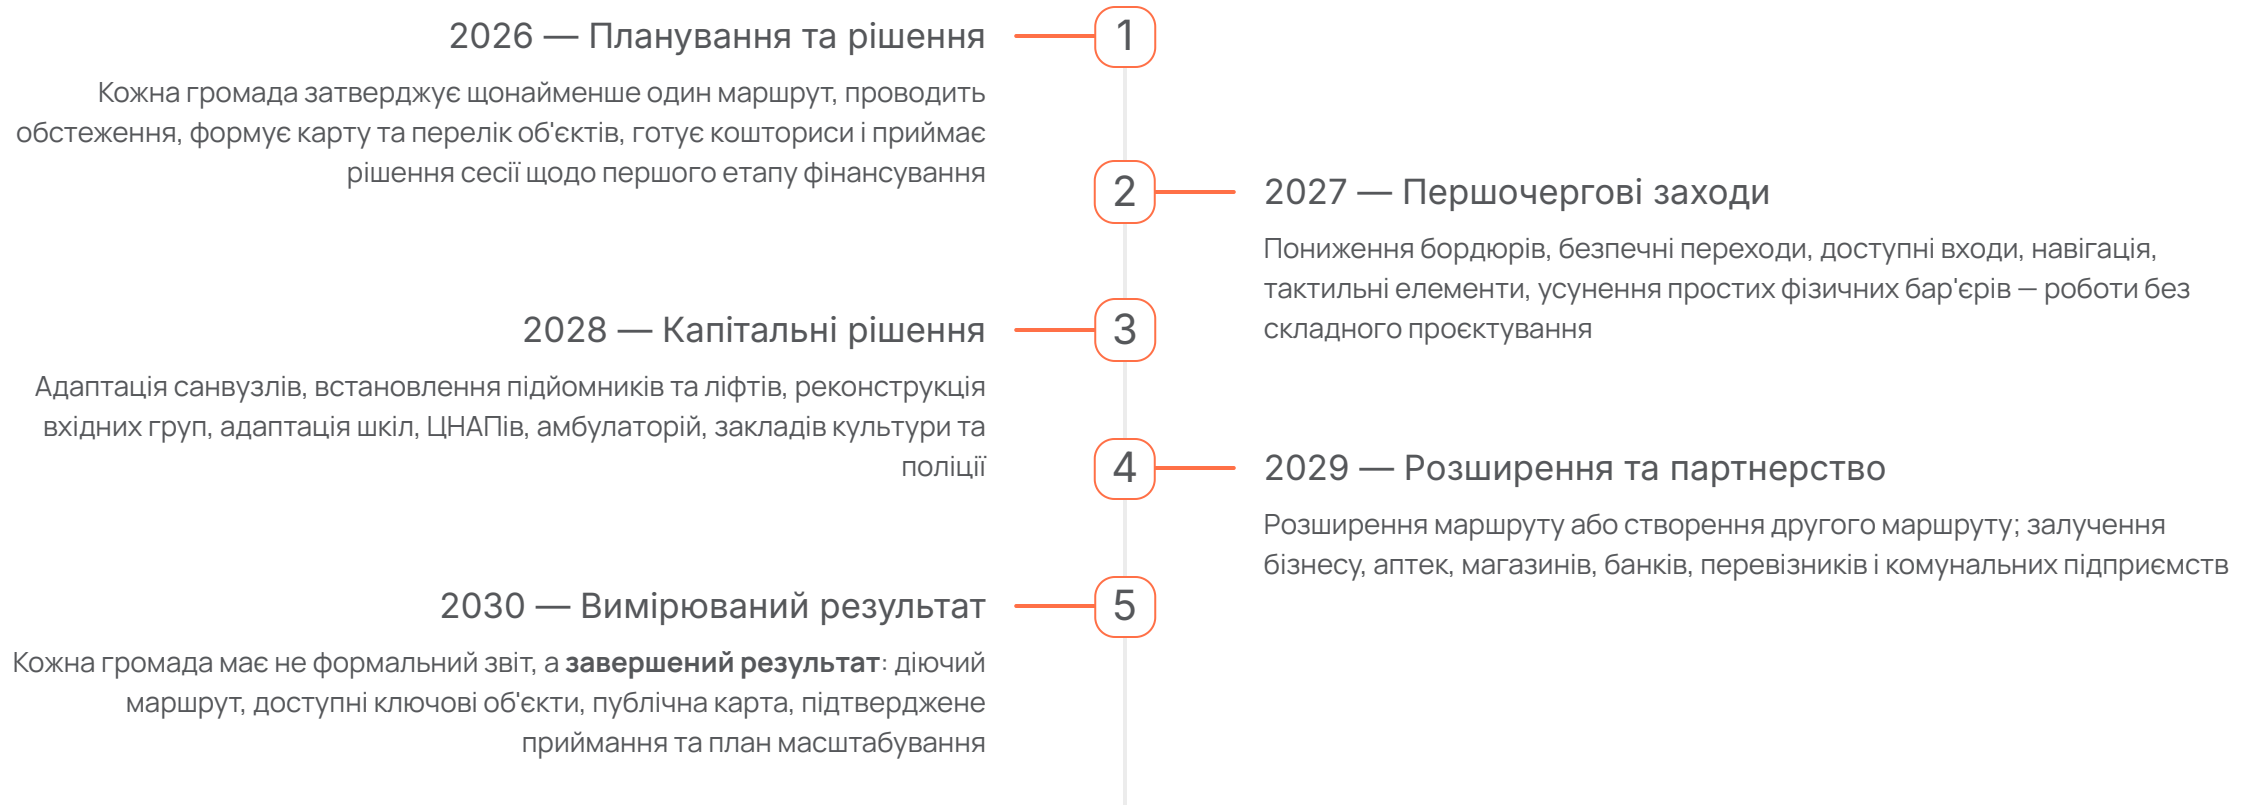 2026 — Планування та рішення
1
Кожна громада затверджує щонайменше один маршрут, проводить
обстеження, формує карту та перелік об'єктів, готує кошториси і приймає
рішення сесії щодо першого етапу фінансування
2
2027 — Першочергові заходи
Пониження бордюрів, безпечні переходи, доступні входи, навігація,
тактильні елементи, усунення простих фізичних бар'єрів — роботи без
складного проєктування
2028 — Капітальні рішення
3
Адаптація санвузлів, встановлення підйомників та ліфтів, реконструкція
вхідних груп, адаптація шкіл, ЦНАПів, амбулаторій, закладів культури та
поліції
4
2029 — Розширення та партнерство
Розширення маршруту або створення другого маршруту; залучення
бізнесу, аптек, магазинів, банків, перевізників і комунальних підприємств
2030 — Вимірюваний результат
5
Кожна громада має не формальний звіт, а завершений результат: діючий
маршрут, доступні ключові об'єкти, публічна карта, підтверджене
приймання та план масштабування